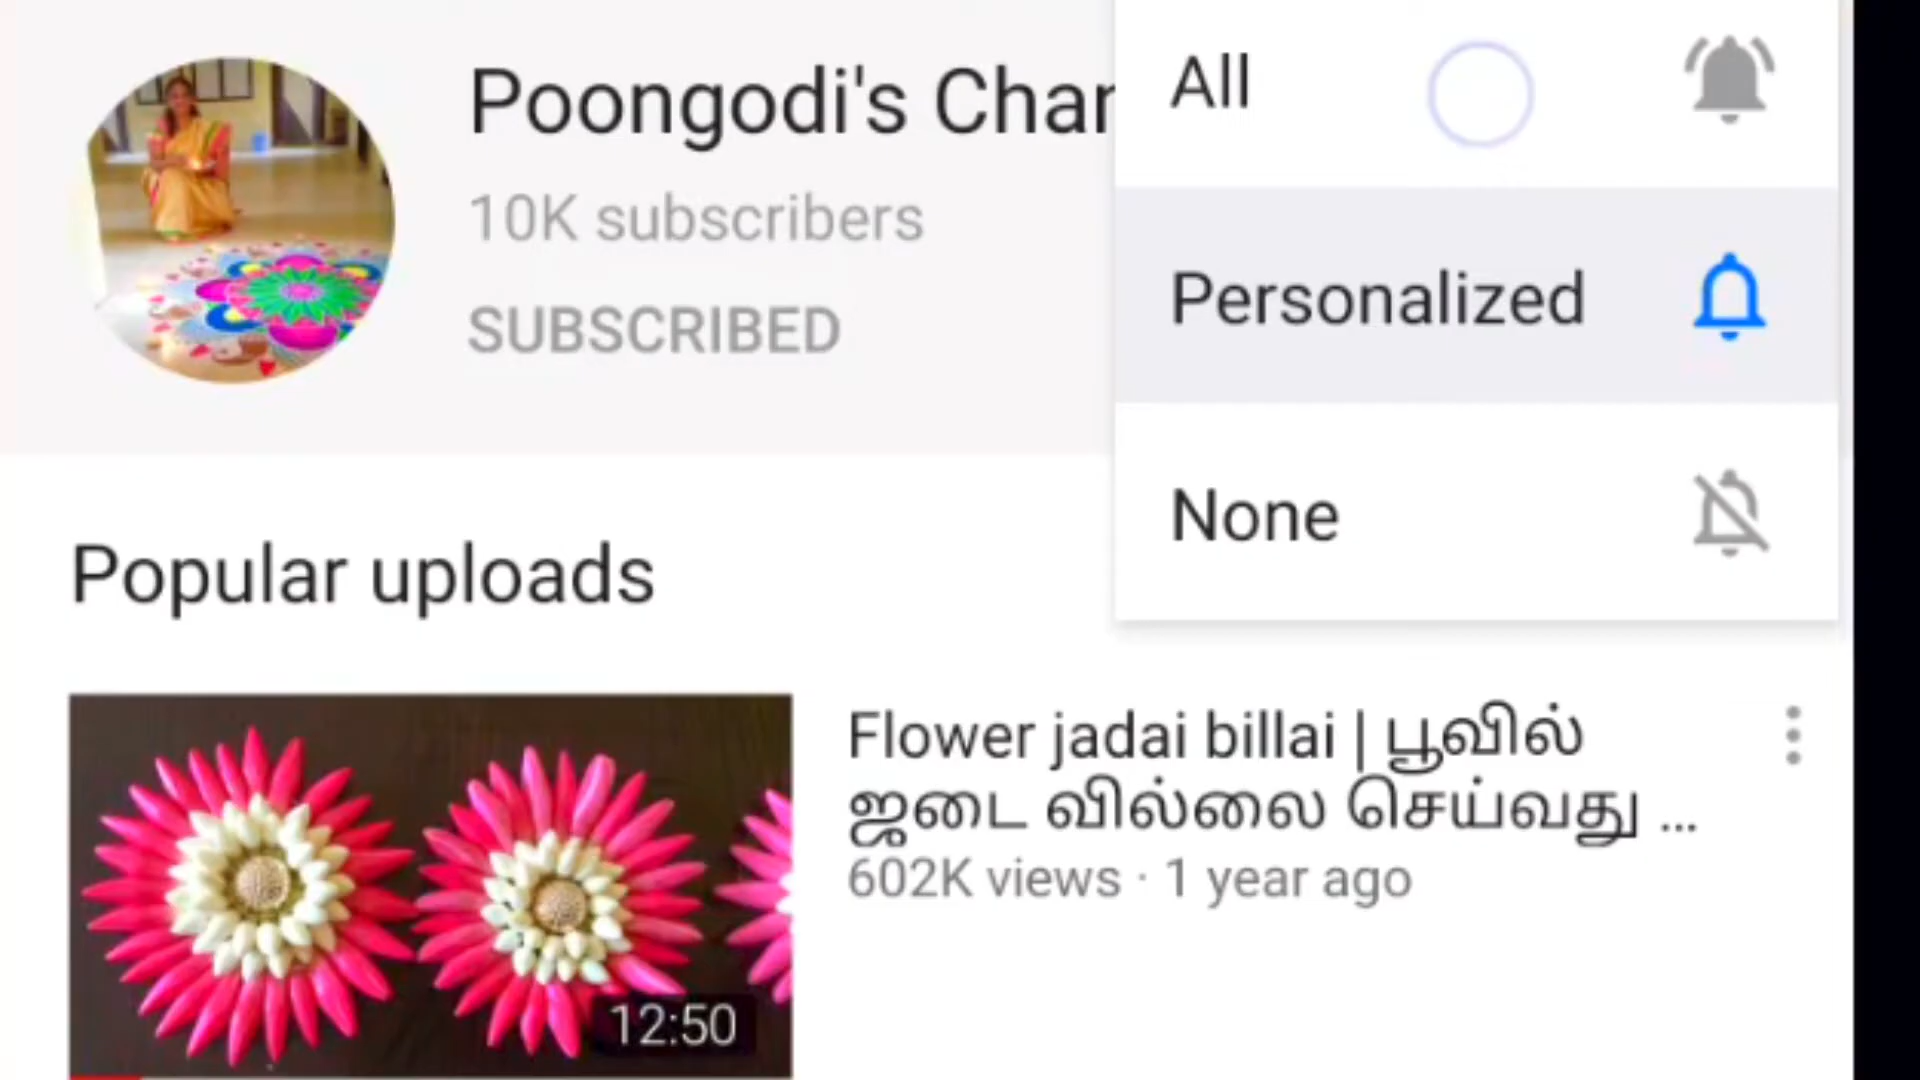 Poongodi's Chan
10K subscribers
SUBSCRIBED
All
Personalized
None
Popular uploads
12:50
Flower jadai billai | பூவில்
ஜடை வில்லை செய்வது ...
602K views · 1 year ago